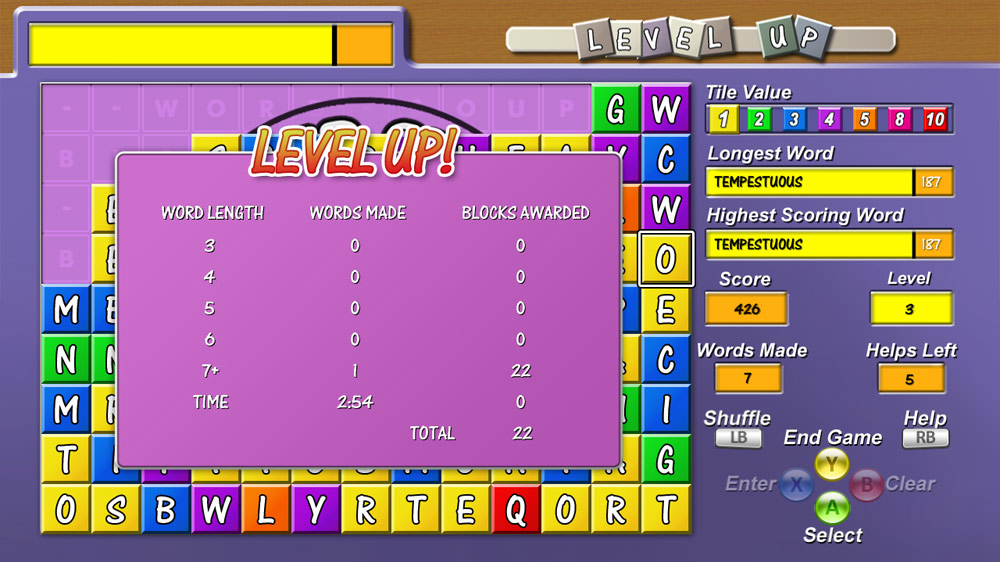 LEVEL UP
LEVEL UP!
WORD LENGTH WORDS MADE BLOCKS AWARDED
3 0 0
4 0 0
5 0 0
6 0 0
7+ 1 22
TIME 2:54 0
TOTAL 22
G W
C
W
O
M E
N C
M I
T G
O S B W L Y R T E Q O R T
Tile Value
1 2 3 4 5 8 10
Longest Word
TEMPESTUOUS 187
Highest Scoring Word
TEMPESTUOUS 187
Score Level
426 3
Words Made Helps Left
7 5
Shuffle Help
LB RB
End Game
Y
Enter X B Clear
A
Select